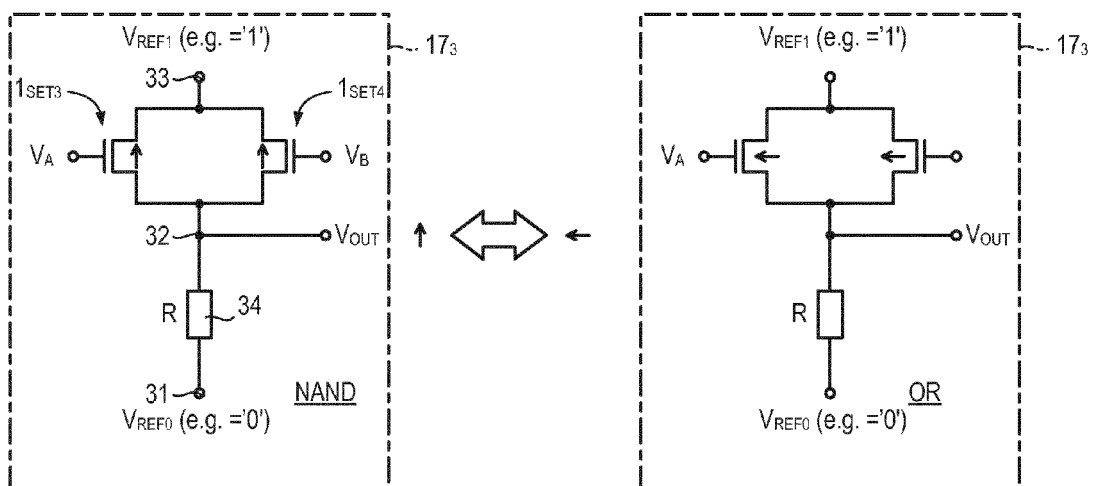 VREF1 (e.g. ='1')
173
33
1SET3
1SET4
VA
VB
32
VOUT
R
34
31
NAND
VREF0 (e.g. ='0')
VREF1 (e.g. ='1')
173
VA
VOUT
R
OR
VREF0 (e.g. ='0')